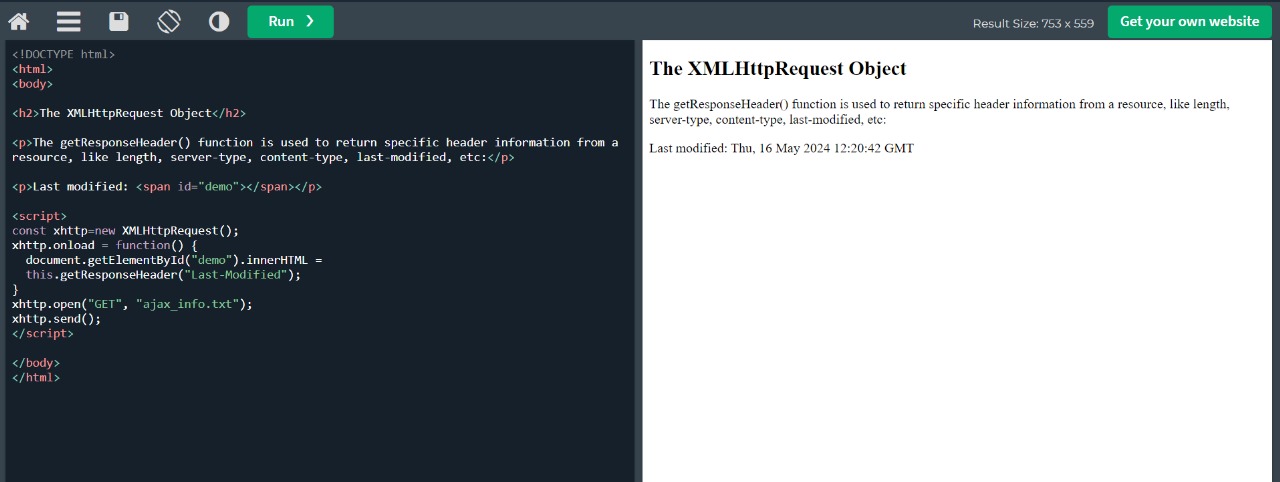 Run ❯
Result Size: 753 x 559
Get your own website
<!DOCTYPE html>
<html>
<body>
<h2>The XMLHttpRequest Object</h2>
<p>The getResponseHeader() function is used to return specific header information from a
resource, like length, server-type, content-type, last-modified, etc:</p>
<p>Last modified: <span id="demo"></span></p>
<script>
const xhttp=new XMLHttpRequest();
xhttp.onload = function() {
  document.getElementById("demo").innerHTML =
  this.getResponseHeader("Last-Modified");
}
xhttp.open("GET", "ajax_info.txt");
xhttp.send();
</script>
</body>
</html>
The XMLHttpRequest Object
The getResponseHeader() function is used to return specific header information from a resource, like length,
server-type, content-type, last-modified, etc:
Last modified: Thu, 16 May 2024 12:20:42 GMT